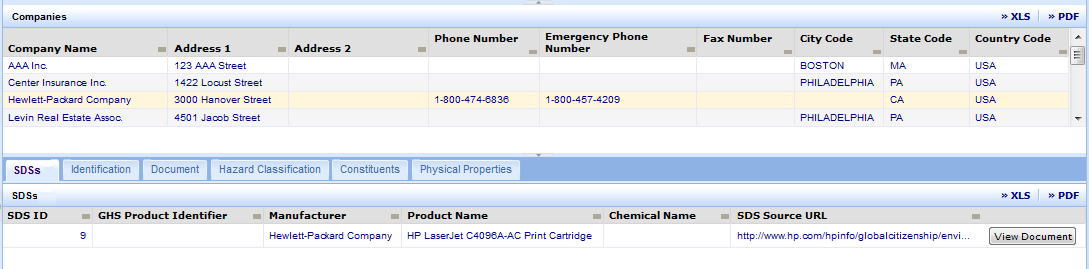 Companies » XLS » PDF
Company Name Address 1 Address 2 Phone Number Emergency Phone Number Fax Number City Code State Code Country Code
AAA Inc. 123 AAA Street BOSTON MA USA
Center Insurance Inc. 1422 Locust Street PHILADELPHIA PA USA
Hewlett-Packard Company 3000 Hanover Street 1-800-474-6836 1-800-457-4209 CA USA
Levin Real Estate Assoc. 4501 Jacob Street PHILADELPHIA PA USA
SDSs Identification Document Hazard Classification Constituents Physical Properties
SDSs » XLS » PDF
SDS ID GHS Product Identifier Manufacturer Product Name Chemical Name SDS Source URL
9 Hewlett-Packard Company HP LaserJet C4096A-AC Print Cartridge http://www.hp.com/hpinfo/globalcitizenship/envi... View Document